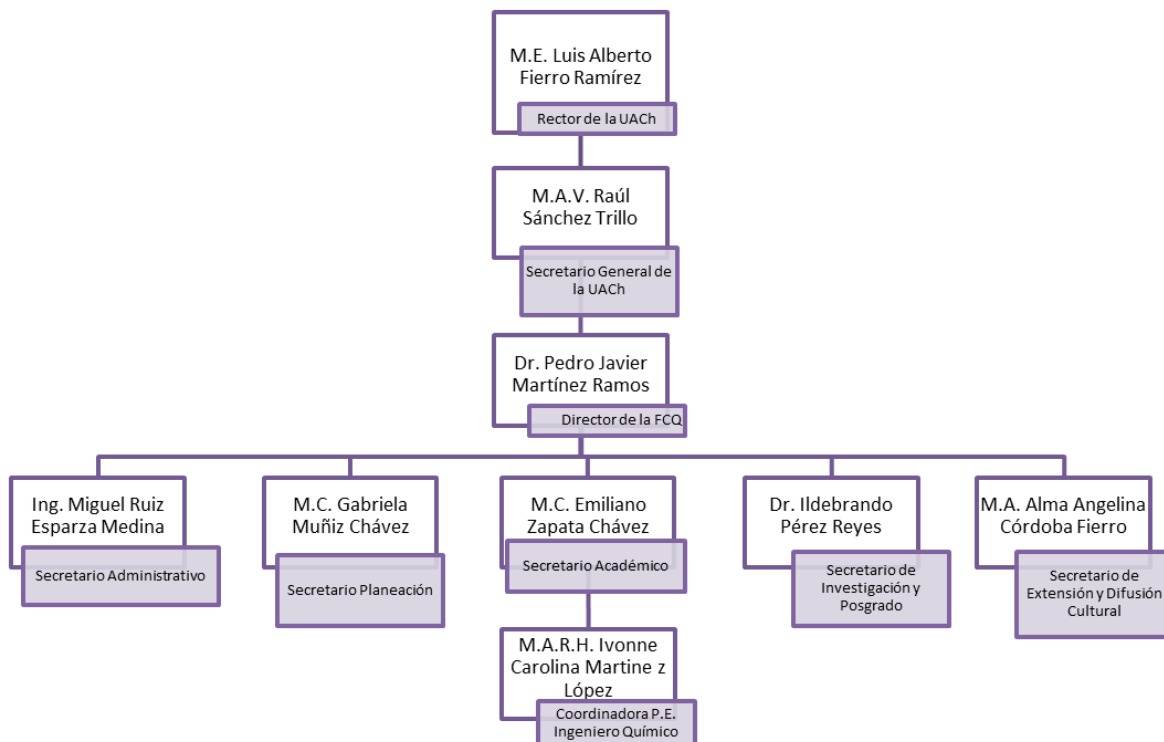 M.E. Luis Alberto
Fierro Ramírez
Rector de la UACh
M.A.V. Raúl
Sánchez Trillo
Secretario General de
la UACh
Dr. Pedro Javier
Martínez Ramos
Director de la FCQ
Ing. Miguel Ruiz
Esparza Medina
Secretario Administrativo
M.C. Gabriela
Muñiz Chávez
Secretario Planeación
M.C. Emiliano
Zapata Chávez
Secretario Académico
Dr. Ildebrando
Pérez Reyes
Secretario de
Investigación y
Posgrado
M.A. Alma Angelina
Córdoba Fierro
Secretario de
Extensión y Difusión
Cultural
M.A.R.H. Ivonne
Carolina Martine z
López
Coordinadora P.E.
Ingeniero Químico